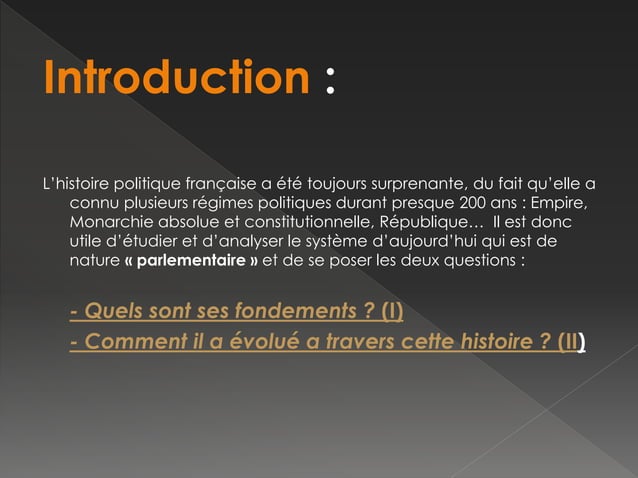 Introduction :
L’histoire politique française a été toujours surprenante, du fait qu’elle a
connu plusieurs régimes politiques durant presque 200 ans : Empire,
Monarchie absolue et constitutionnelle, République… Il est donc
utile d’étudier et d’analyser le système d’aujourd’hui qui est de
nature « parlementaire » et de se poser les deux questions :
- Quels sont ses fondements ? (I)
- Comment il a évolué a travers cette histoire ? (II)